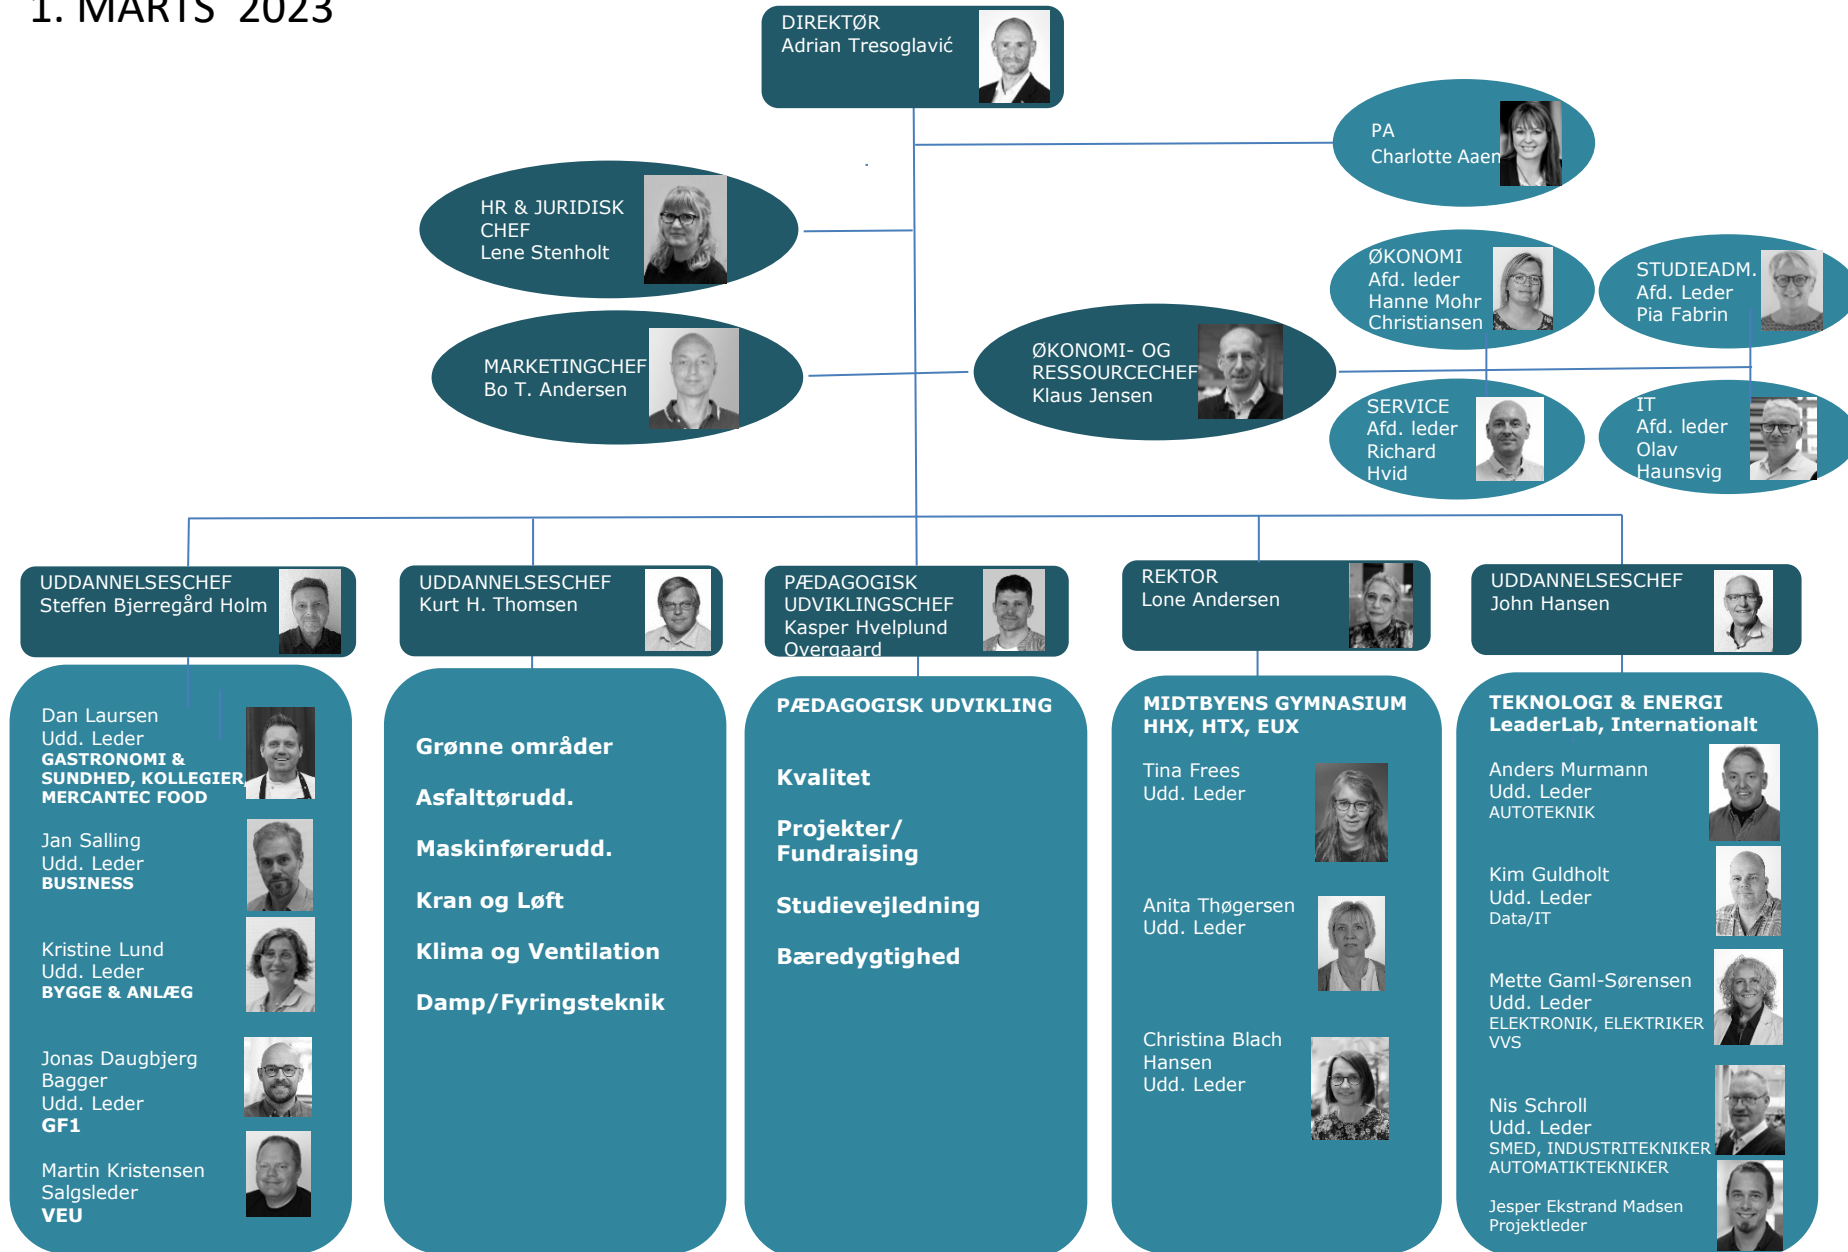 1. MARTS 2023
DIREKTØR
Adrian Tresoglavić
PA
Charlotte Aaen
HR & JURIDISK
CHEF
Lene Stenholt
MARKETINGCHEF
Bo T. Andersen
ØKONOMI- OG
RESSOURCECHEF
Klaus Jensen
ØKONOMI
Afd. leder
Hanne Mohr
Christiansen
STUDIEADM.
Afd. Leder
Pia Fabrin
SERVICE
Afd. leder
Richard
Hvid
IT
Afd. leder
Olav
Haunsvig
UDDANNELSESCHEF
Steffen Bjerregård Holm
UDDANNELSESCHEF
Kurt H. Thomsen
PÆDAGOGISK
UDVIKLINGSCHEF
Kasper Hvelplund
Overgaard
REKTOR
Lone Andersen
UDDANNELSESCHEF
John Hansen
Dan Laursen
Udd. Leder
GASTRONOMI &
SUNDHED, KOLLEGIER,
MERCANTEC FOOD
Jan Salling
Udd. Leder
BUSINESS
Kristine Lund
Udd. Leder
BYGGE & ANLÆG
Jonas Daugbjerg
Bagger
Udd. Leder
GF1
Martin Kristensen
Salgsleder
VEU
Grønne områder
Asfalttørudd.
Maskinførerudd.
Kran og Løft
Klima og Ventilation
Damp/Fyringsteknik
PÆDAGOGISK UDVIKLING
Kvalitet
Projekter/
Fundraising
Studievejledning
Bæredygtighed
MIDTBYENS GYMNASIUM
HHX, HTX, EUX
Tina Frees
Udd. Leder
Anita Thøgersen
Udd. Leder
Christina Blach
Hansen
Udd. Leder
TEKNOLOGI & ENERGI
LeaderLab, Internationalt
Anders Murmann
Udd. Leder
AUTOTEKNIK
Kim Guldholt
Udd. Leder
Data/IT
Mette Gaml-Sørensen
Udd. Leder
ELEKTRONIK, ELEKTRIKER
VVS
Nis Schroll
Udd. Leder
SMED, INDUSTRITEKNIKER
AUTOMATIKTEKNIKER
Jesper Ekstrand Madsen
Projektleder